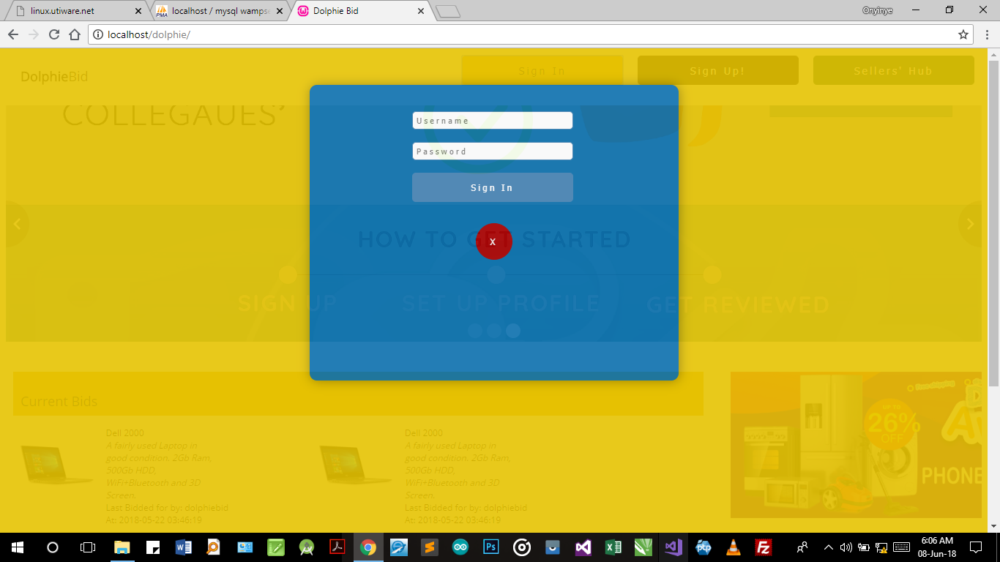 linux.utiware.net
localhost / mysql wampse
Dolphie Bid
Onyinye
localhost/dolphie/
DolphieBid
Sign In
Sign Up!
Sellers' Hub
COLLEGAUES'
Username
Password
Sign In
HOW TO GET STARTED
X
SIGN UP
SET UP PROFILE
GET REVIEWED
Current Bids
Dell 2000
A fairly used Laptop in
good condition. 2Gb Ram,
500Gb HDD,
WiFi+Bluetooth and 3D
Screen.
Last Bidded for by: dolphiebid
At: 2018-05-22 03:46:19
Dell 2000
A fairly used Laptop in
good condition. 2Gb Ram,
500Gb HDD,
WiFi+Bluetooth and 3D
Screen.
Last Bidded for by: dolphiebid
At: 2018-05-22 03:46:19
UP TO
26%
OFF
PHONE
6:06 AM
08-Jun-18